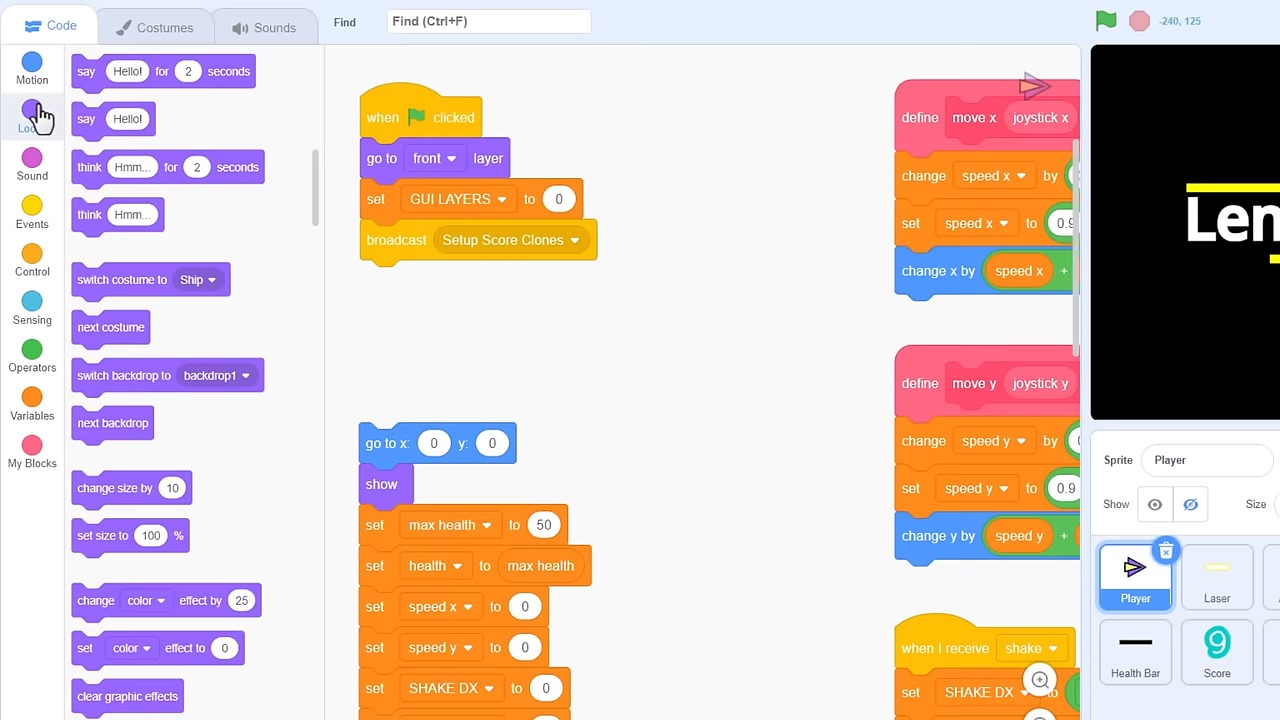 Code
Costumes
Sounds
Find
Find (Ctrl+F)
-240, 125
Motion
Sound
Events
Control
Sensing
Operators
Variables
My Blocks
say Hello! for 2 seconds
say Hello!
think Hmm... for 2 seconds
think Hmm...
switch costume to Ship
next costume
switch backdrop to backdrop1
next backdrop
change size by 10
set size to 100 %
change color effect by 25
set color effect to 0
clear graphic effects
when clicked
go to front layer
set GUI LAYERS to 0
broadcast Setup Score Clones
go to x: 0 y: 0
show
set max health to 50
set health to max health
set speed x to 0
set speed y to 0
set SHAKE DX to 0
define move x joystick x
change speed x by
set speed x to 0.9
change x by speed x +
define move y joystick y
change speed y by
set speed y to 0.9
change y by speed y +
when I receive shake
set SHAKE DX to
Len
Sprite Player
Show Size
Player
Laser
Health Bar
Score